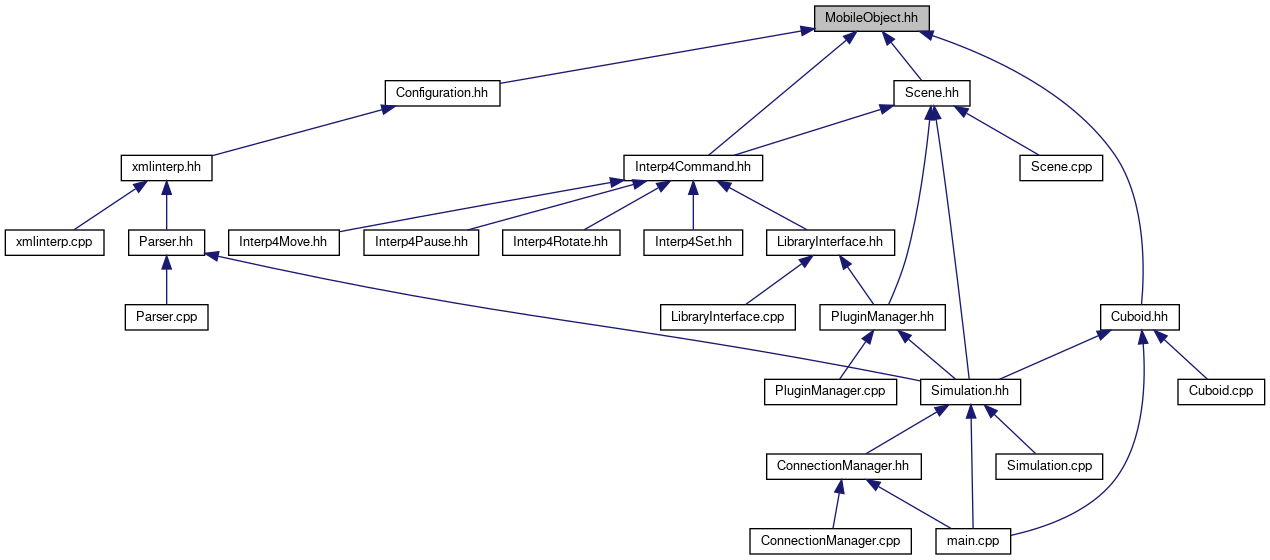 MobileObject.hh
Configuration.hh
Scene.hh
xmlinterp.hh
Interp4Command.hh
Scene.cpp
xmlinterp.cpp
Parser.hh
Interp4Move.hh
Interp4Pause.hh
Interp4Rotate.hh
Interp4Set.hh
LibraryInterface.hh
Parser.cpp
LibraryInterface.cpp
PluginManager.hh
Cuboid.hh
PluginManager.cpp
Simulation.hh
Cuboid.cpp
ConnectionManager.hh
Simulation.cpp
ConnectionManager.cpp
main.cpp